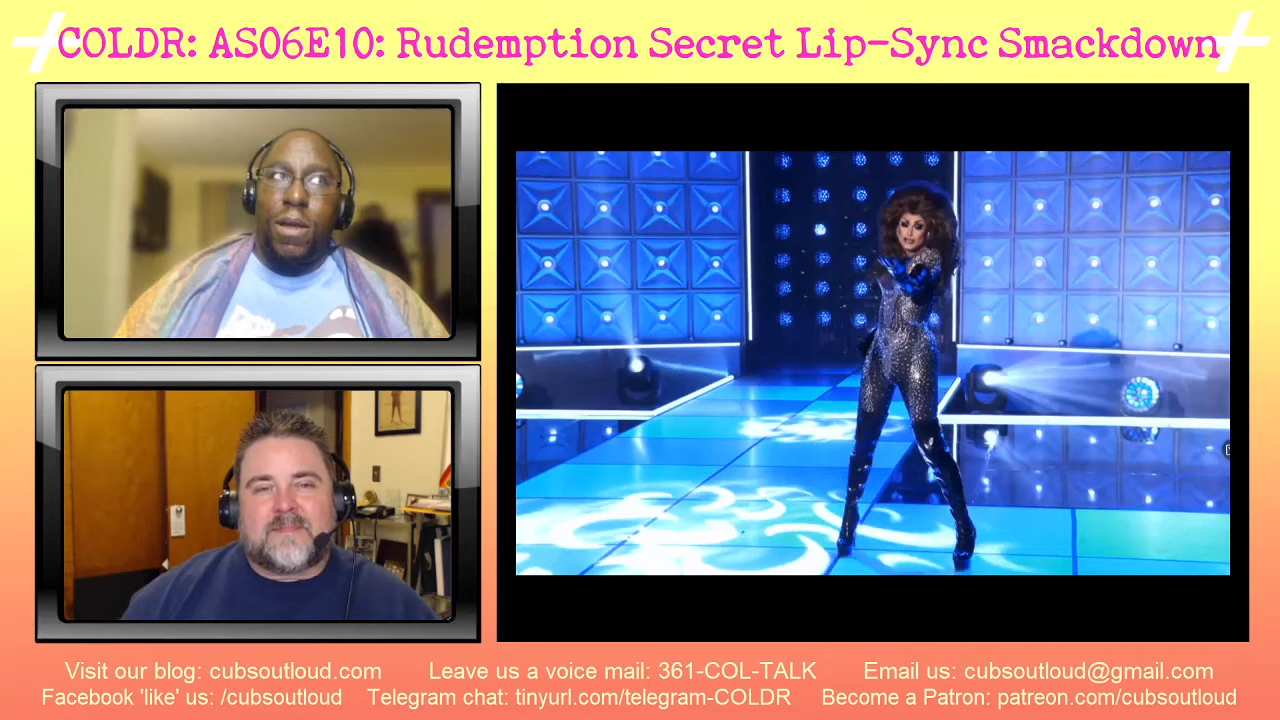 COLDR: AS06E10: Rudemption Secret Lip-Sync Smackdown
Visit our blog: cubsoutloud.com Leave us a voice mail: 361-COL-TALK Email us: cubsoutloud@gmail.com
Facebook 'like' us: /cubsoutloud Telegram chat: tinyurl.com/telegram-COLDR Become a Patron: patreon.com/cubsoutloud